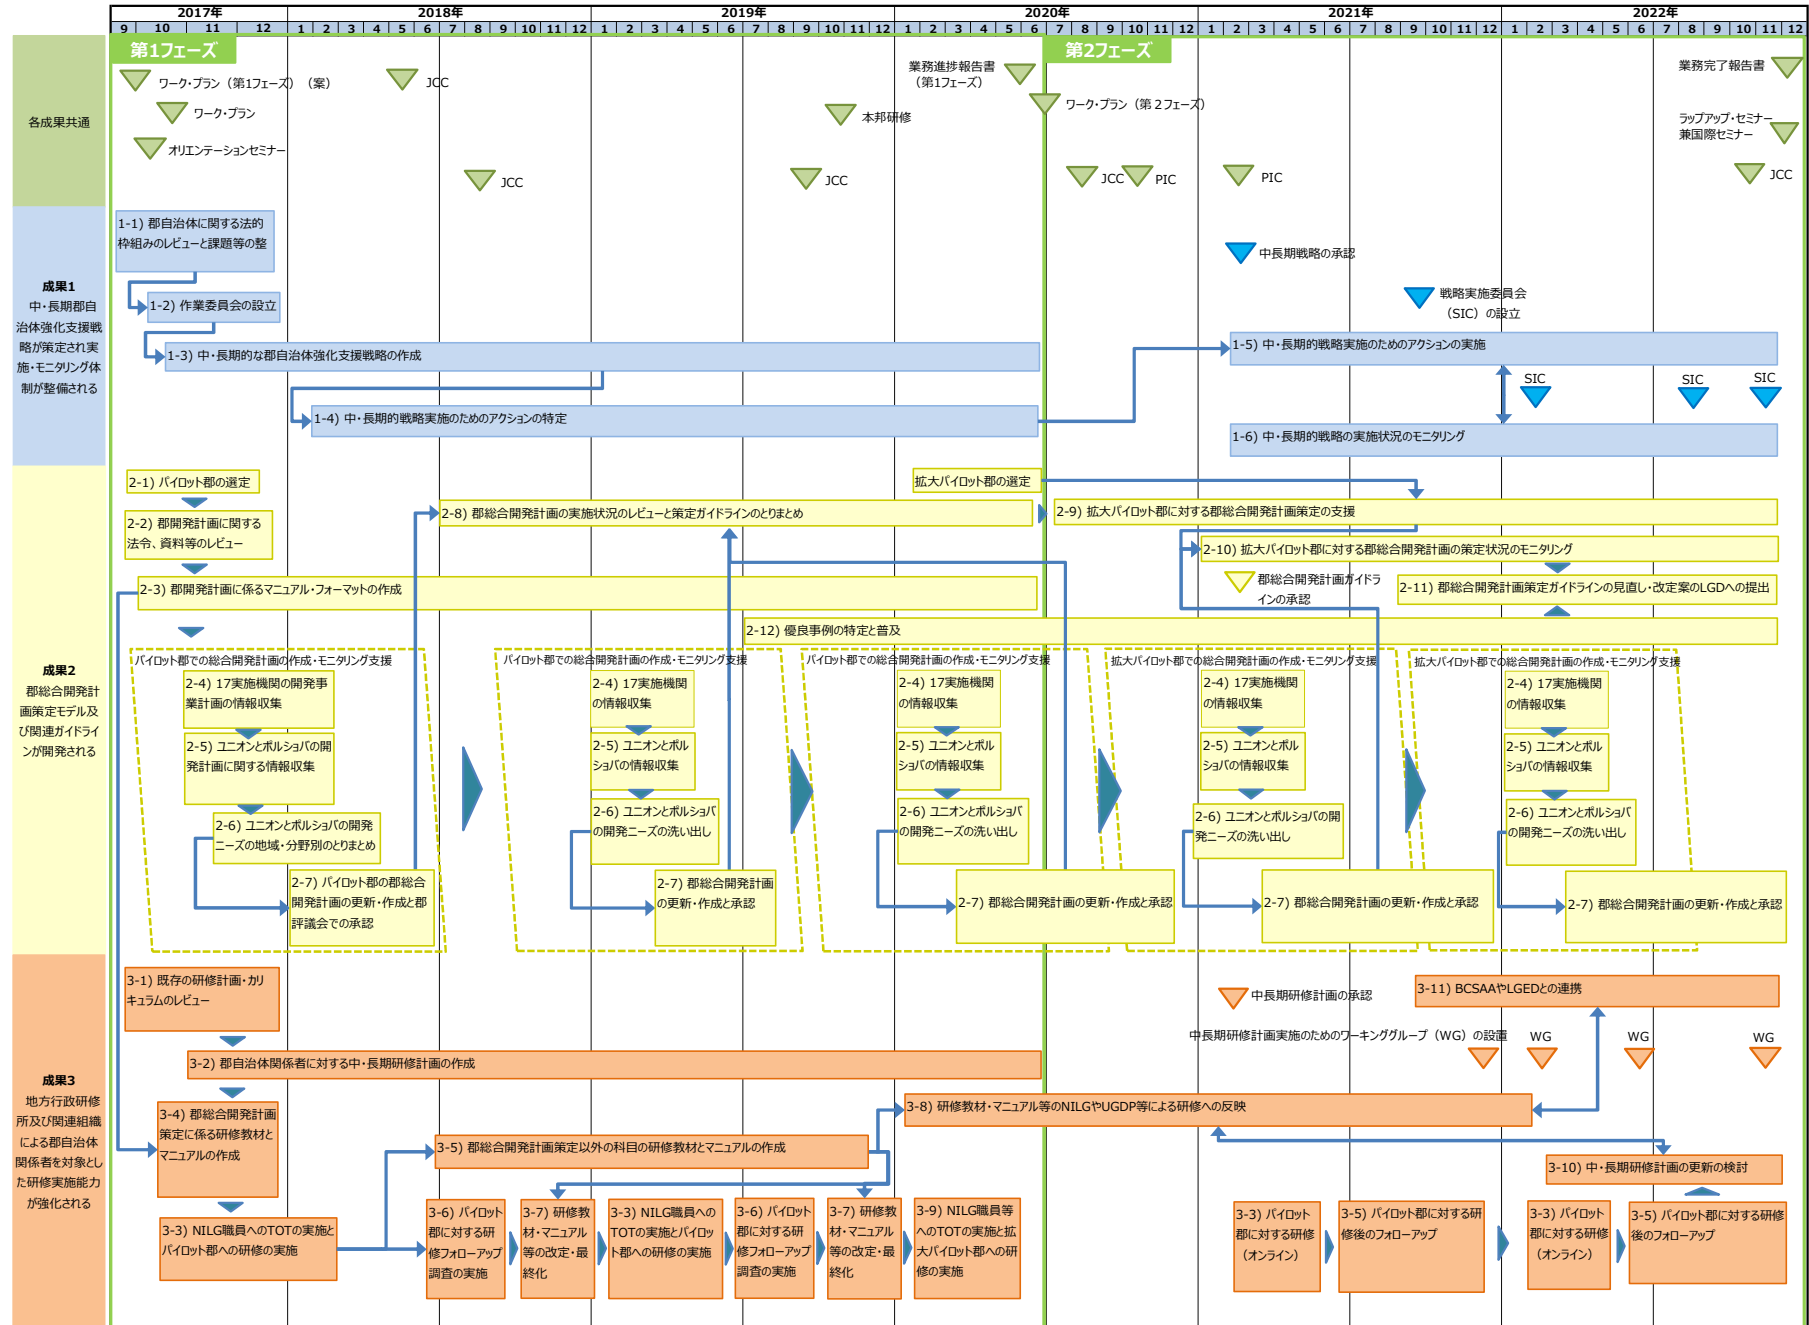 2017年
2018年
2019年
2020年
2021年
2022年
9 10 11 12 1 2 3 4 5 6 7 8 9 10 11 12 1 2 3 4 5 6 7 8 9 10 11 12 1 2 3 4 5 6 7 8 9 10 11 12 1 2 3 4 5 6 7 8 9 10 11 12 1 2 3 4 5 6 7 8 9 10 11 12
第1フェーズ
第2フェーズ
各成果共通
ワーク・プラン（第1フェーズ）（案）
ワーク・プラン
オリエンテーションセミナー
JCC
JCC
本邦研修
JCC
業務進捗報告書
（第1フェーズ）
ワーク・プラン（第２フェーズ）
JCC
PIC
PIC
業務完了報告書
ラップアップ・セミナー
兼国際セミナー
JCC
成果1
中・長期郡自
治体強化支援戦
略が策定され実
施・モニタリング体
制が整備される
1-1) 郡自治体に関する法的
枠組みのレビューと課題等の整
1-2) 作業委員会の設立
1-3) 中・長期的な郡自治体強化支援戦略の作成
1-4) 中・長期的戦略実施のためのアクションの特定
中長期戦略の承認
戦略実施委員会
（SIC）の設立
1-5) 中・長期的戦略実施のためのアクションの実施
SIC
SIC
SIC
1-6) 中・長期的戦略の実施状況のモニタリング
成果2
郡総合開発計
画策定モデル及
び関連ガイドライ
ンが開発される
2-1) パイロット郡の選定
2-2) 郡開発計画に関する
法令、資料等のレビュー
2-3) 郡開発計画に係るマニュアル・フォーマットの作成
2-8) 郡総合開発計画の実施状況のレビューと策定ガイドラインのとりまとめ
拡大パイロット郡の選定
2-9) 拡大パイロット郡に対する郡総合開発計画策定の支援
2-10) 拡大パイロット郡に対する郡総合開発計画の策定状況のモニタリング
郡総合開発計画ガイドラ
インの承認
2-11) 郡総合開発計画策定ガイドラインの見直し・改定案のLGDへの提出
2-12) 優良事例の特定と普及
パイロット郡での総合開発計画の作成・モニタリング支援
2-4) 17実施機関の開発事
業計画の情報収集
2-5) ユニオンとポルショバの開
発計画に関する情報収集
2-6) ユニオンとポルショバの開発
ニーズの地域・分野別のとりまとめ
2-7) パイロット郡の郡総合
開発計画の更新・作成と郡
評議会での承認
パイロット郡での総合開発計画の作成・モニタリング支援
2-4) 17実施機関
の情報収集
2-5) ユニオンとポル
ショバの情報収集
2-6) ユニオンとポルショバ
の開発ニーズの洗い出し
2-7) 郡総合開発計画
の更新・作成と承認
パイロット郡での総合開発計画の作成・モニタリング支援
2-4) 17実施機関
の情報収集
2-5) ユニオンとポル
ショバの情報収集
2-6) ユニオンとポルショバ
の開発ニーズの洗い出し
2-7) 郡総合開発計画の更新・作成と承認
拡大パイロット郡での総合開発計画の作成・モニタリング支援
2-4) 17実施機関
の情報収集
2-5) ユニオンとポル
ショバの情報収集
2-6) ユニオンとポルショバの開
発ニーズの洗い出し
2-7) 郡総合開発計画の更新・作成と承認
拡大パイロット郡での総合開発計画の作成・モニタリング支援
2-4) 17実施機関
の情報収集
2-5) ユニオンとポル
ショバの情報収集
2-6) ユニオンとポルショバ
の開発ニーズの洗い出し
2-7) 郡総合開発計画の更新・作成と承認
成果3
地方行政研修
所及び関連組織
による郡自治体
関係者を対象とし
た研修実施能力
が強化される
3-1) 既存の研修計画・カリ
キュラムのレビュー
3-2) 郡自治体関係者に対する中・長期研修計画の作成
3-4) 郡総合開発計画
策定に係る研修教材と
マニュアルの作成
3-3) NILG職員へのTOTの実施と
パイロット郡への研修の実施
3-5) 郡総合開発計画策定以外の科目の研修教材とマニュアルの作成
3-6) パイロット
郡に対する研
修フォローアップ
調査の実施
3-7) 研修教
材・マニュアル
等の改定・最
終化
3-3) NILG職員への
TOTの実施とパイロッ
ト郡への研修の実施
3-6) パイロット
郡に対する研
修フォローアップ
調査の実施
3-7) 研修教
材・マニュアル
等の改定・最
終化
3-9) NILG職員等
へのTOTの実施と拡
大パイロット郡への研
修の実施
3-8) 研修教材・マニュアル等のNILGやUGDP等による研修への反映
中長期研修計画の承認
3-11) BCSAAやLGEDとの連携
中長期研修計画実施のためのワーキンググループ（WG）の設置
WG
WG
WG
3-10) 中・長期研修計画の更新の検討
3-3) パイロット
郡に対する研修
（オンライン）
3-5) パイロット郡に対する研
修後のフォローアップ
3-3) パイロット
郡に対する研修
（オンライン）
3-5) パイロット郡に対する研修
後のフォローアップ